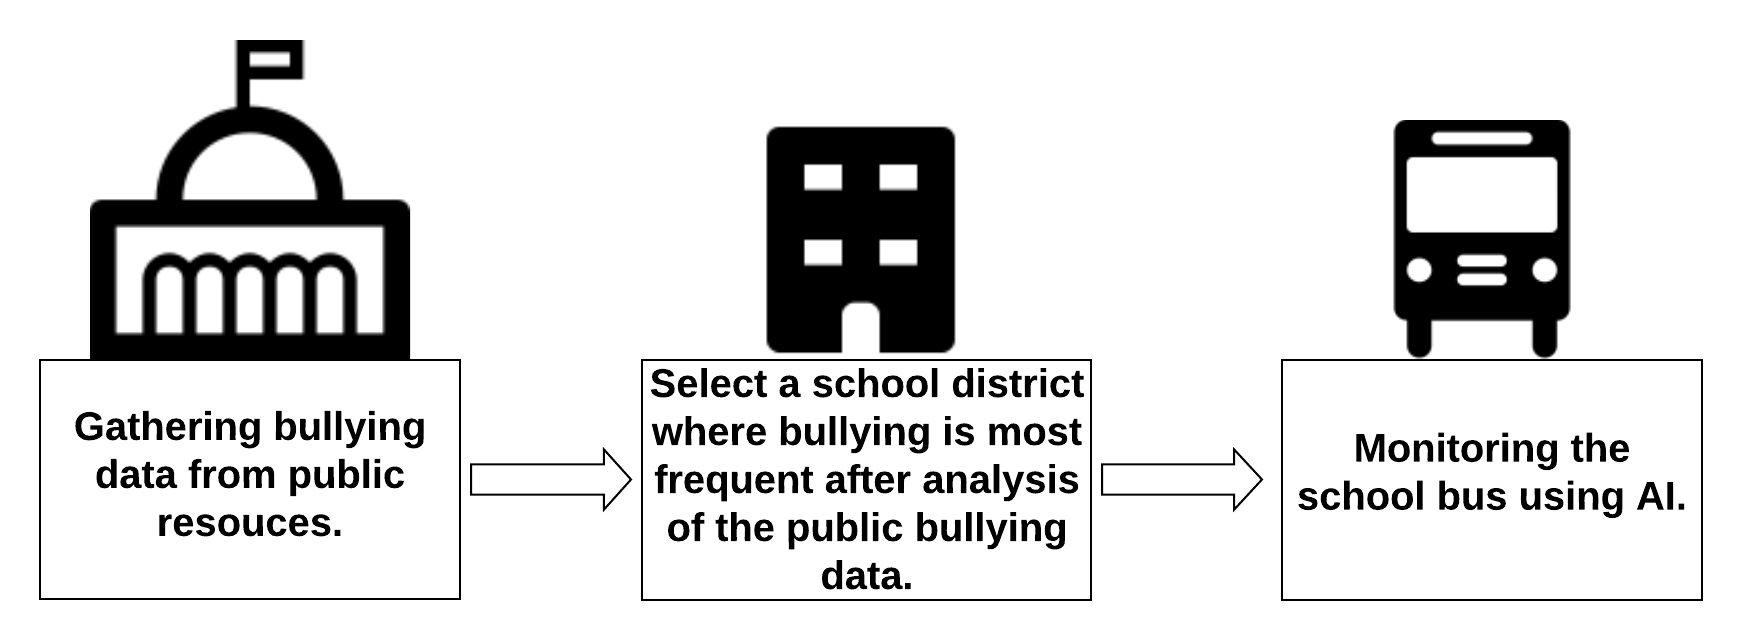 Gathering bullying
data from public
resouces.
Select a school district
where bullying is most
frequent after analysis
of the public bullying
data.
Monitoring the
school bus using AI.